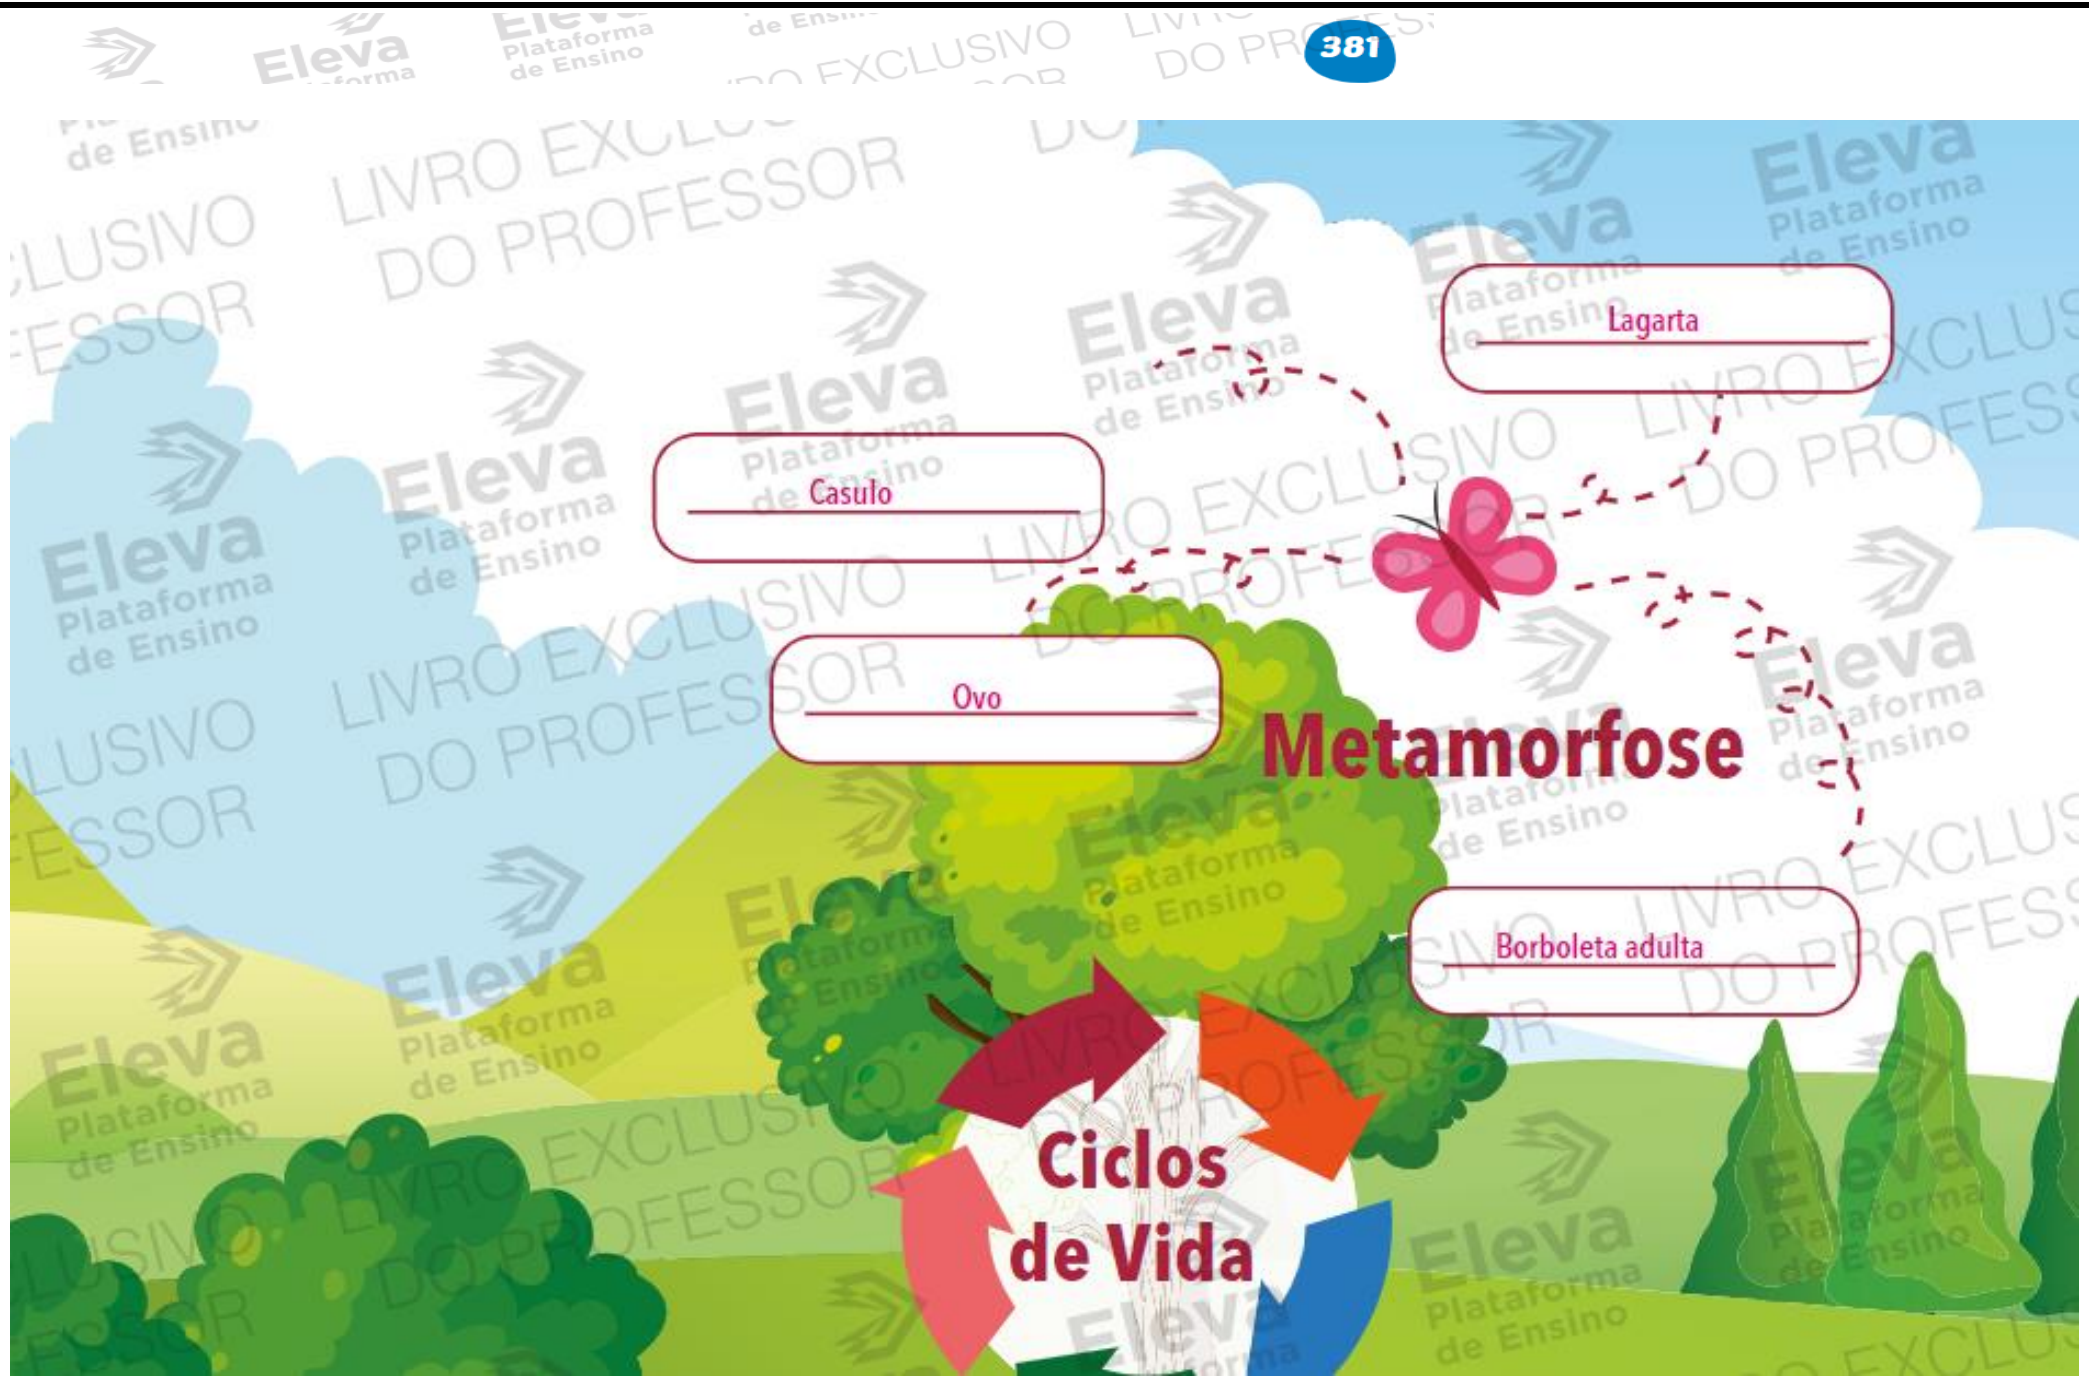 381
Lagarta
Casulo
Ovo
Metamorfose
Borboleta adulta
Ciclos
de Vida
Eleva
Plataforma
de Ensino
LIVRO EXCLUSIVO
DO PROFESSOR